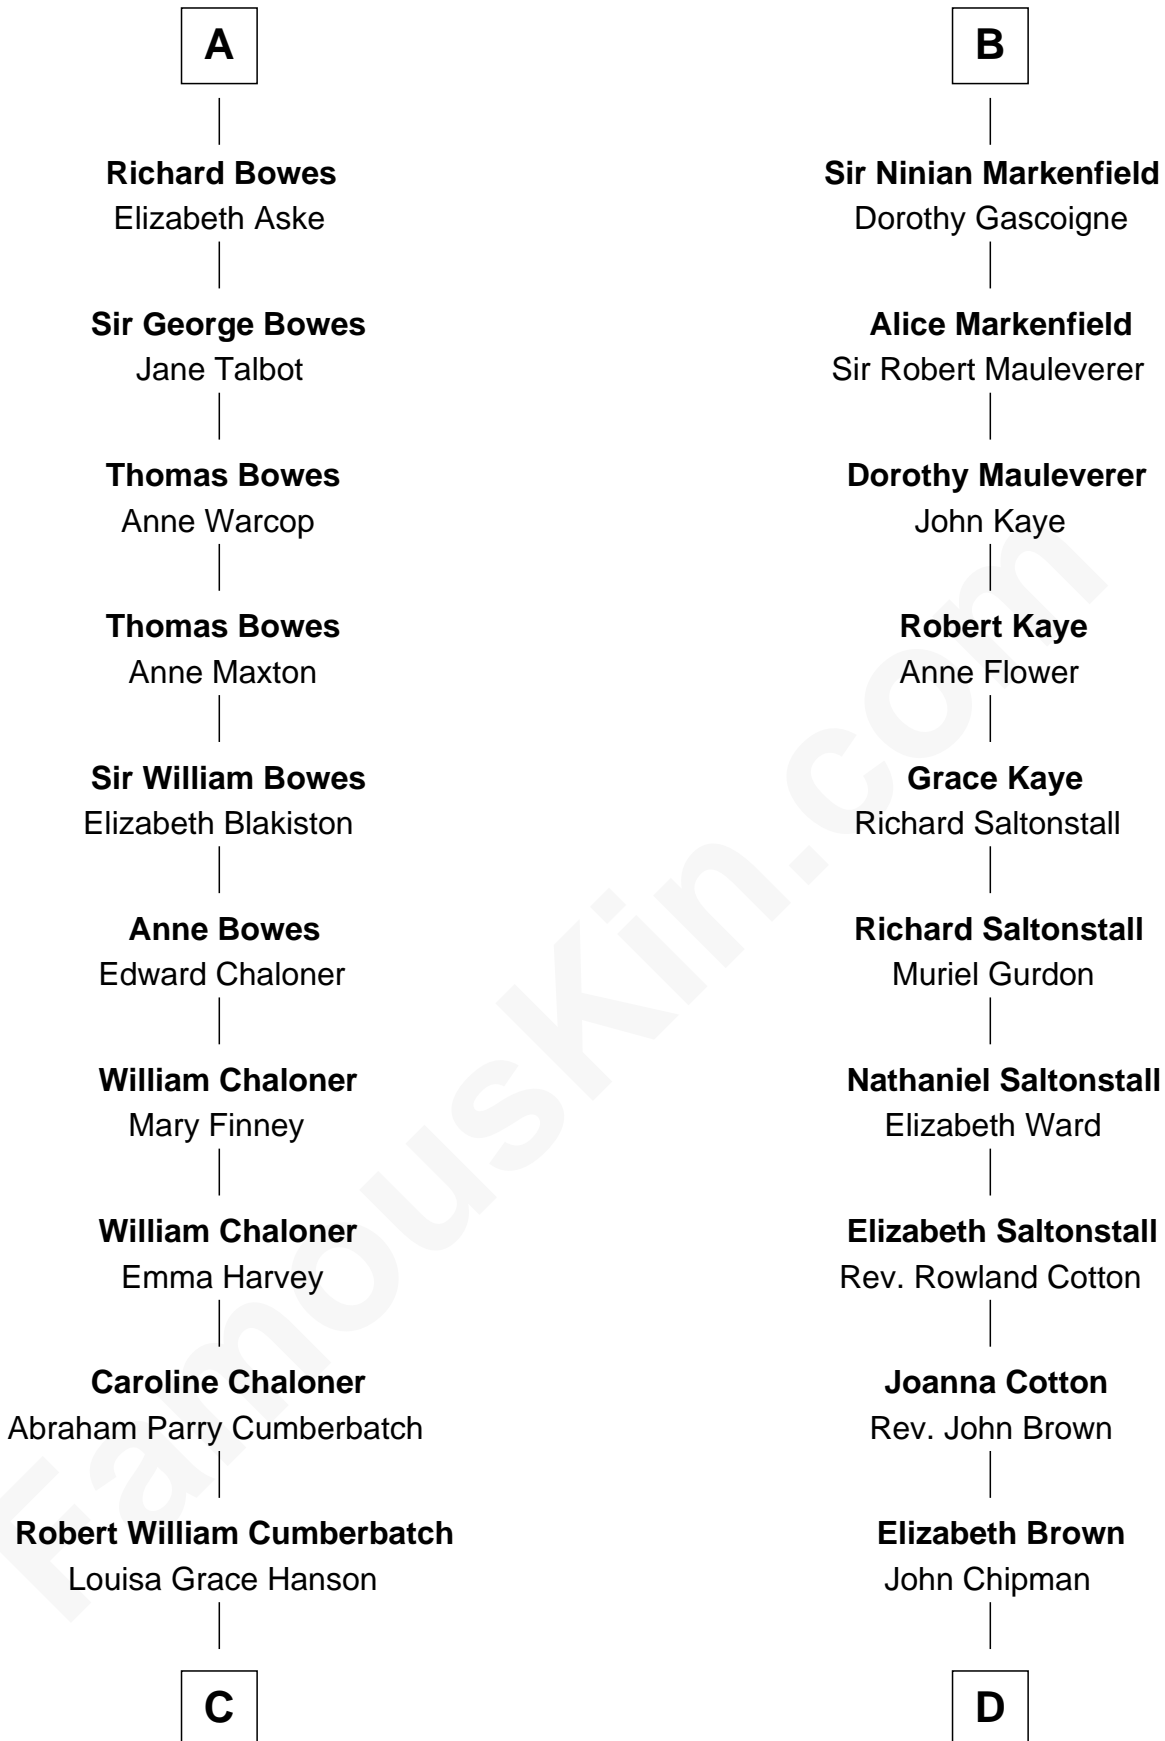 A
Richard Bowes
Elizabeth Aske
Sir George Bowes
Jane Talbot
Thomas Bowes
Anne Warcop
Thomas Bowes
Anne Maxton
Sir William Bowes
Elizabeth Blakiston
Anne Bowes
Edward Chaloner
William Chaloner
Mary Finney
William Chaloner
Emma Harvey
Caroline Chaloner
Abraham Parry Cumberbatch
Robert William Cumberbatch
Louisa Grace Hanson
C
B
Sir Ninian Markenfield
Dorothy Gascoigne
Alice Markenfield
Sir Robert Mauleverer
Dorothy Mauleverer
John Kaye
Robert Kaye
Anne Flower
Grace Kaye
Richard Saltonstall
Richard Saltonstall
Muriel Gurdon
Nathaniel Saltonstall
Elizabeth Ward
Elizabeth Saltonstall
Rev. Rowland Cotton
Joanna Cotton
Rev. John Brown
Elizabeth Brown
John Chipman
D
FamousKin.com